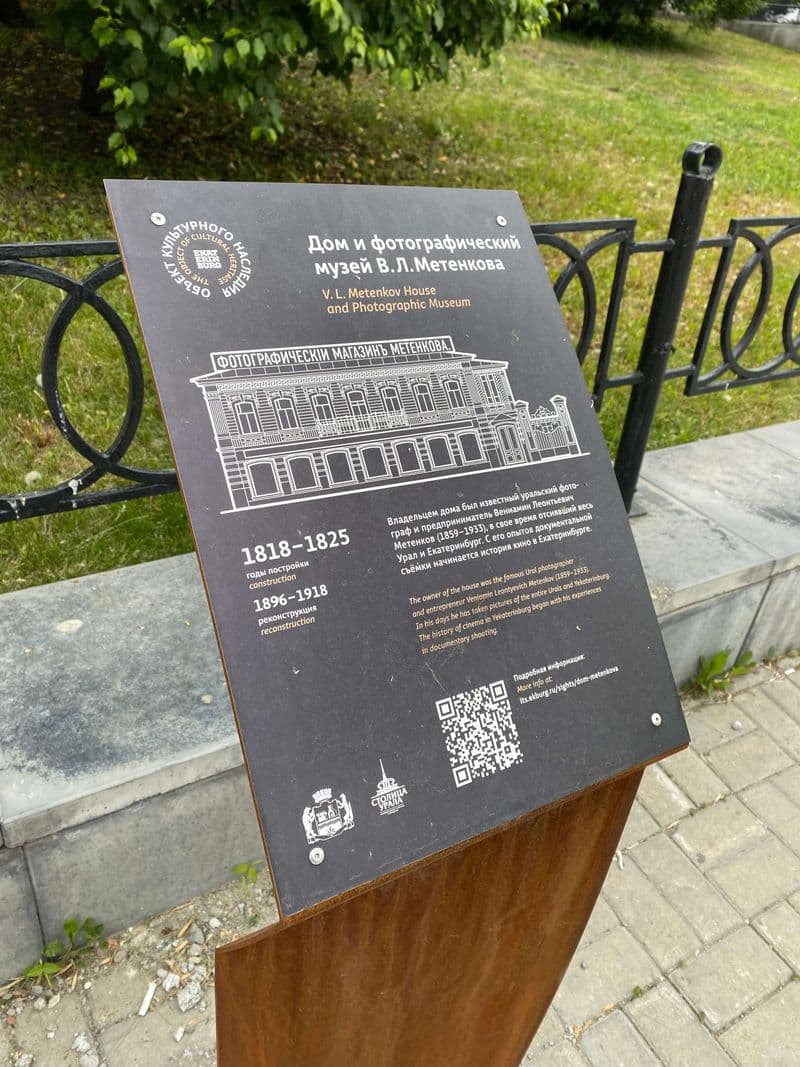 ОБЪЕКТ КУЛЬТУРНОГО НАСЛЕДИЯ
THE OBJECT OF CULTURAL HERITAGE
EKAT
ERIN
BURG
Дом и фотографический
музей В.Л.Метенкова
V. L. Metenkov House
and Photographic Museum
ФОТОГРАФИЧЕСКІЙ МАГАЗИНЪ МЕТЕНКОВА
1818–1825
годы постройки
construction
1896–1918
реконструкция
reconstruction
Владельцем дома был известный уральский фото-
граф и предприниматель Вениамин Леонтьевич
Метенков (1859–1933), в свое время отснявший весь
Урал и Екатеринбург. С его опытов документальной
съёмки начинается история кино в Екатеринбурге.
The owner of the house was the famous Ural photographer
and entrepreneur Veniamin Leontyevich Metenkov (1859–1933).
In his days he has taken pictures of the entire Urals and Yekaterinburg.
The history of cinema in Yekaterinburg began with his experiences
in documentary shooting.
Подробная информация:
More info at:
its.ekburg.ru/sights/dom-metenkova
СТОЛИЦА
УРАЛА